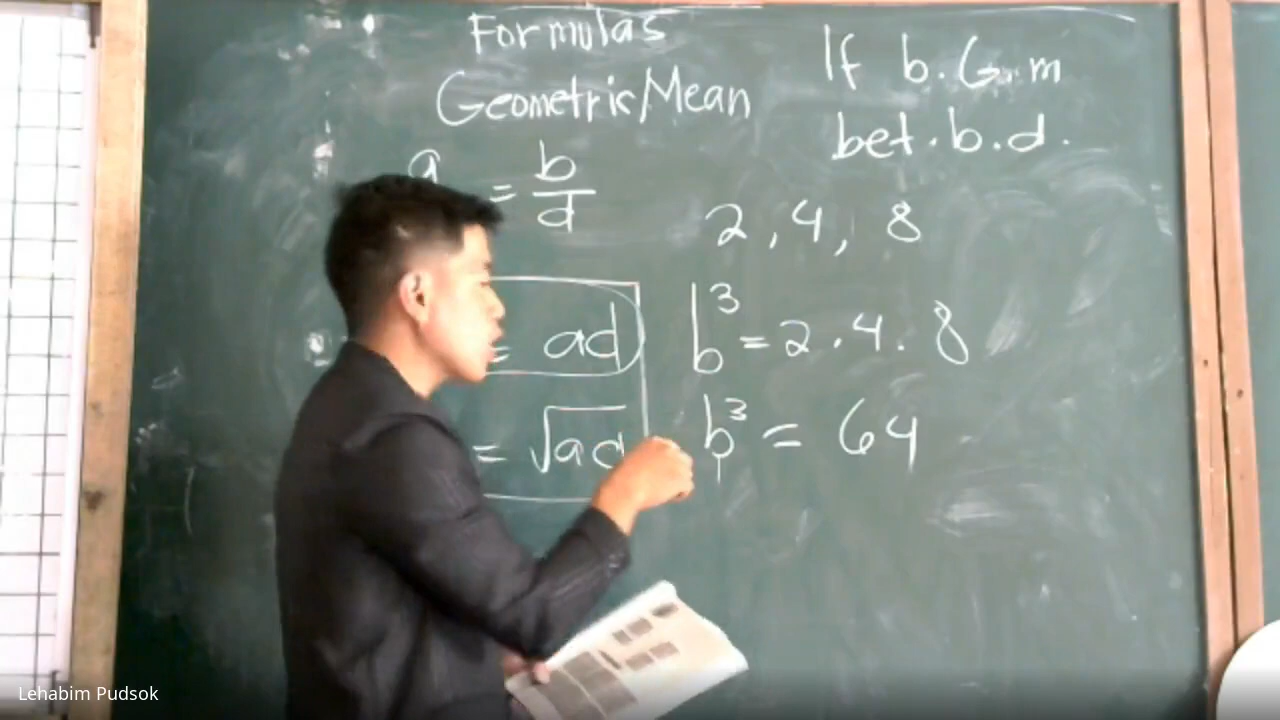 Formulas
Geometric Mean
a = b/d
= ad
= √ad
If b. G. m
bet. b. d.
2, 4, 8
b³ = 2 . 4 . 8
b³ = 64
Lehabim Pudsok